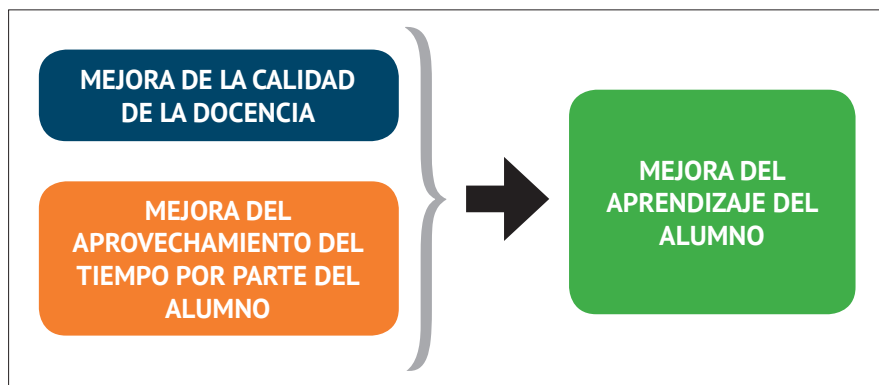 MEJORA DE LA CALIDAD
DE LA DOCENCIA
MEJORA DEL
APROVECHAMIENTO DEL
TIEMPO POR PARTE DEL
ALUMNO
MEJORA DEL
APRENDIZAJE DEL
ALUMNO